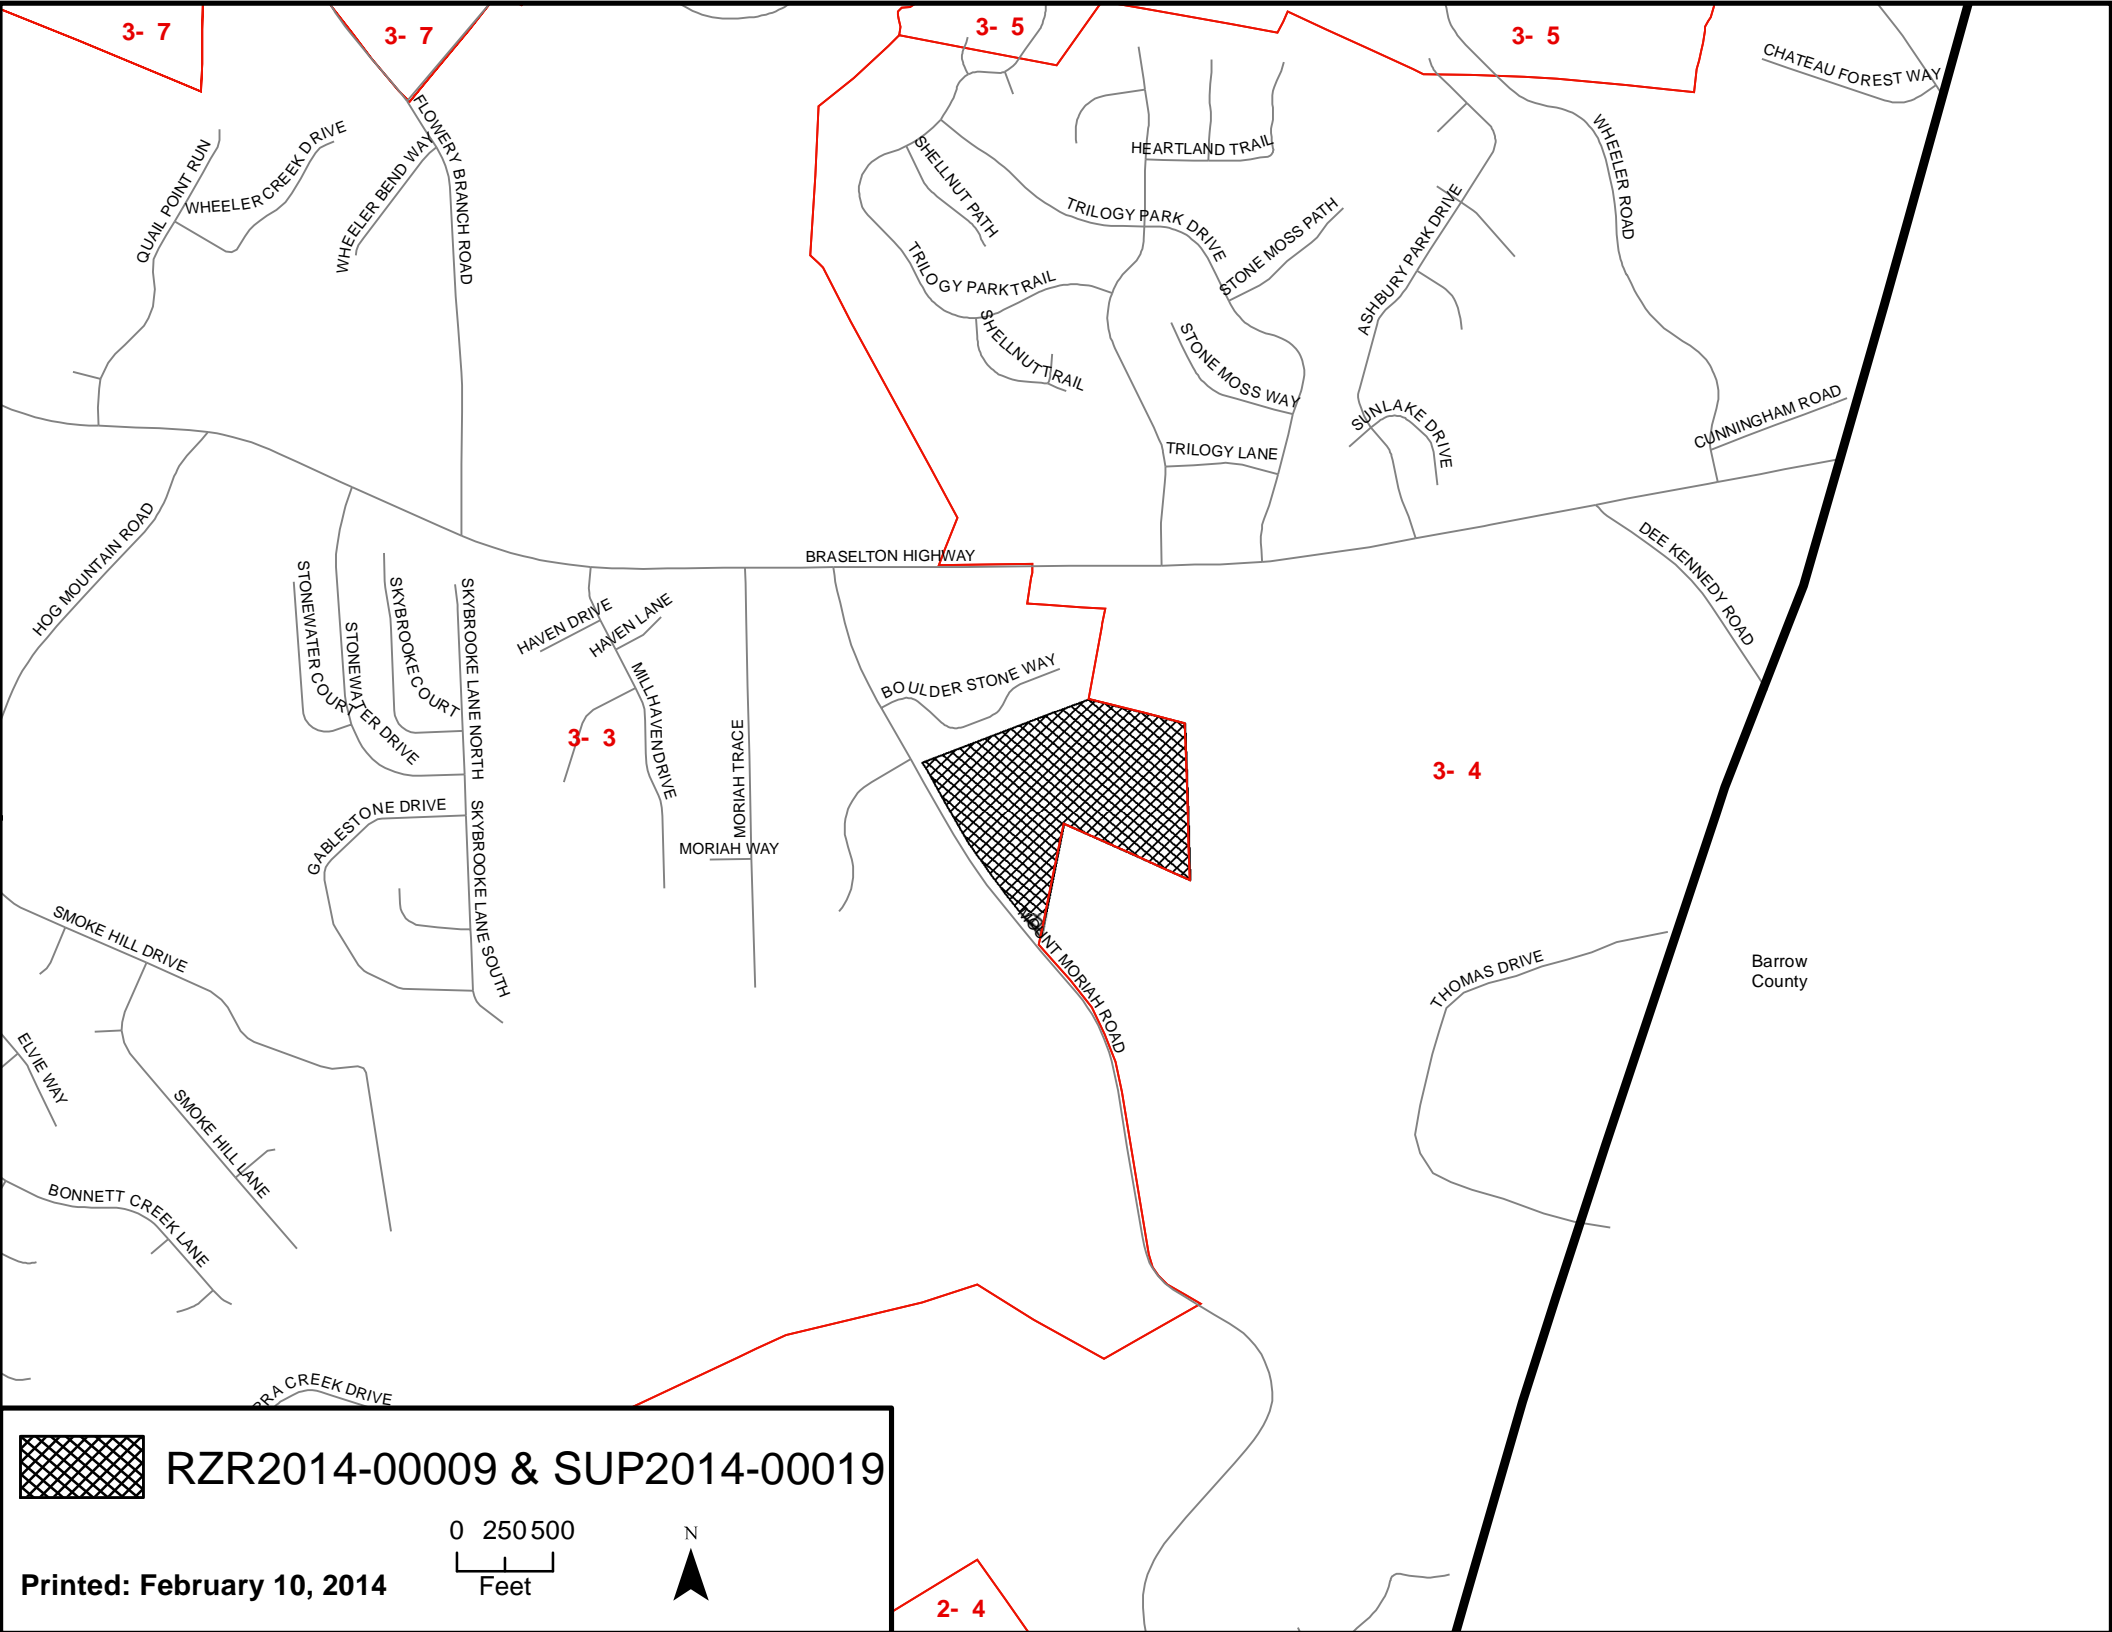 3- 7
3- 7
3- 5
3- 5
CHATEAU FOREST WAY
FLOWERY BRANCH ROAD
WHEELER CREEK DRIVE
QUAIL POINT RUN
WHEELER BEND WAY
SHELLNUT PATH
HEARTLAND TRAIL
WHEELER ROAD
TRILOGY PARK DRIVE
STONE MOSS PATH
ASHBURY PARK DRIVE
TRILOGY PARK TRAIL
SHELLNUT TRAIL
STONE MOSS WAY
SUNLAKE DRIVE
CUNNINGHAM ROAD
TRILOGY LANE
HOG MOUNTAIN ROAD
BRASELTON HIGHWAY
DEE KENNEDY ROAD
STONEWATER COURT
STONEWATER DRIVE
SKYBROOKE COURT
SKYBROOKE LANE NORTH
HAVEN DRIVE
HAVEN LANE
MILLHAVEN DRIVE
BOULDER STONE WAY
3- 3
MORIAH TRACE
3- 4
GABLESTONE DRIVE
SKYBROOKE LANE SOUTH
MORIAH WAY
SMOKE HILL DRIVE
MOUNT MORIAH ROAD
THOMAS DRIVE
Barrow
County
ELVIE WAY
SMOKE HILL LANE
BONNETT CREEK LANE
RRA CREEK DRIVE
RZR2014-00009 & SUP2014-00019
0 250 500
Feet
N
Printed: February 10, 2014
2- 4